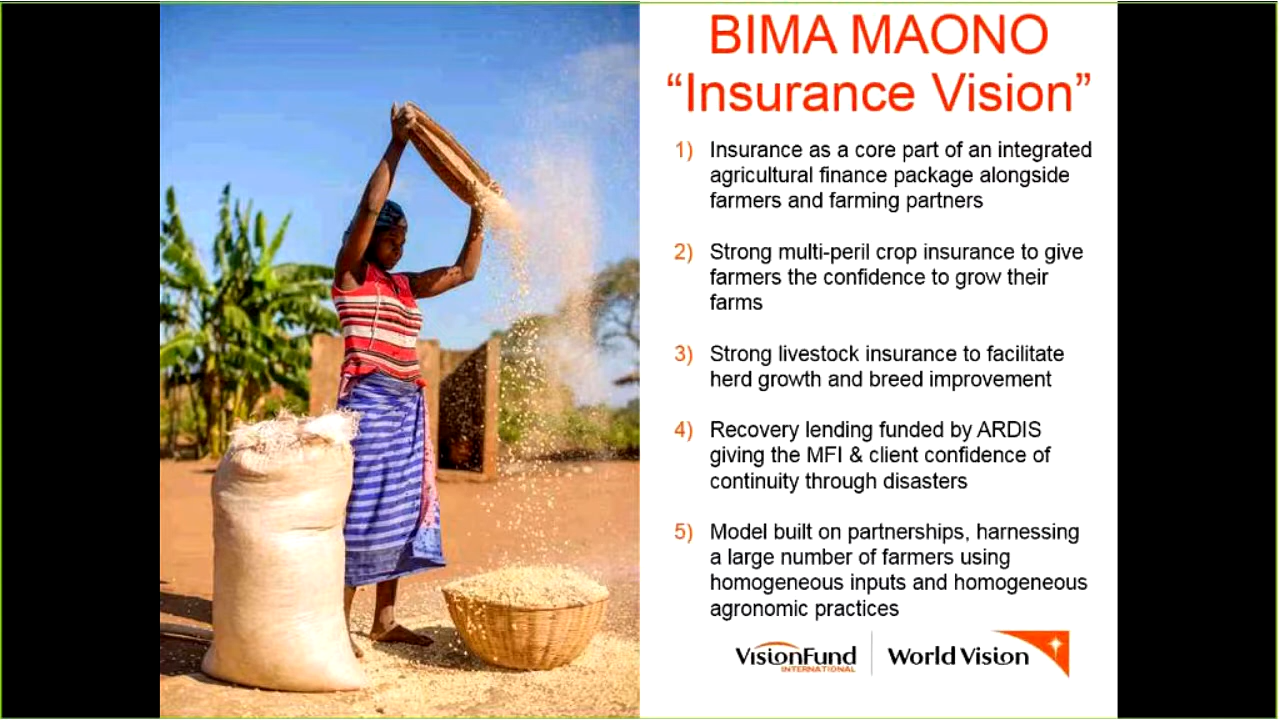 BIMA MAONO
“Insurance Vision”
1) Insurance as a core part of an integrated
agricultural finance package alongside
farmers and farming partners
2) Strong multi-peril crop insurance to give
farmers the confidence to grow their
farms
3) Strong livestock insurance to facilitate
herd growth and breed improvement
4) Recovery lending funded by ARDIS
giving the MFI & client confidence of
continuity through disasters
5) Model built on partnerships, harnessing
a large number of farmers using
homogeneous inputs and homogeneous
agronomic practices
VisionFund
INTERNATIONAL
World Vision